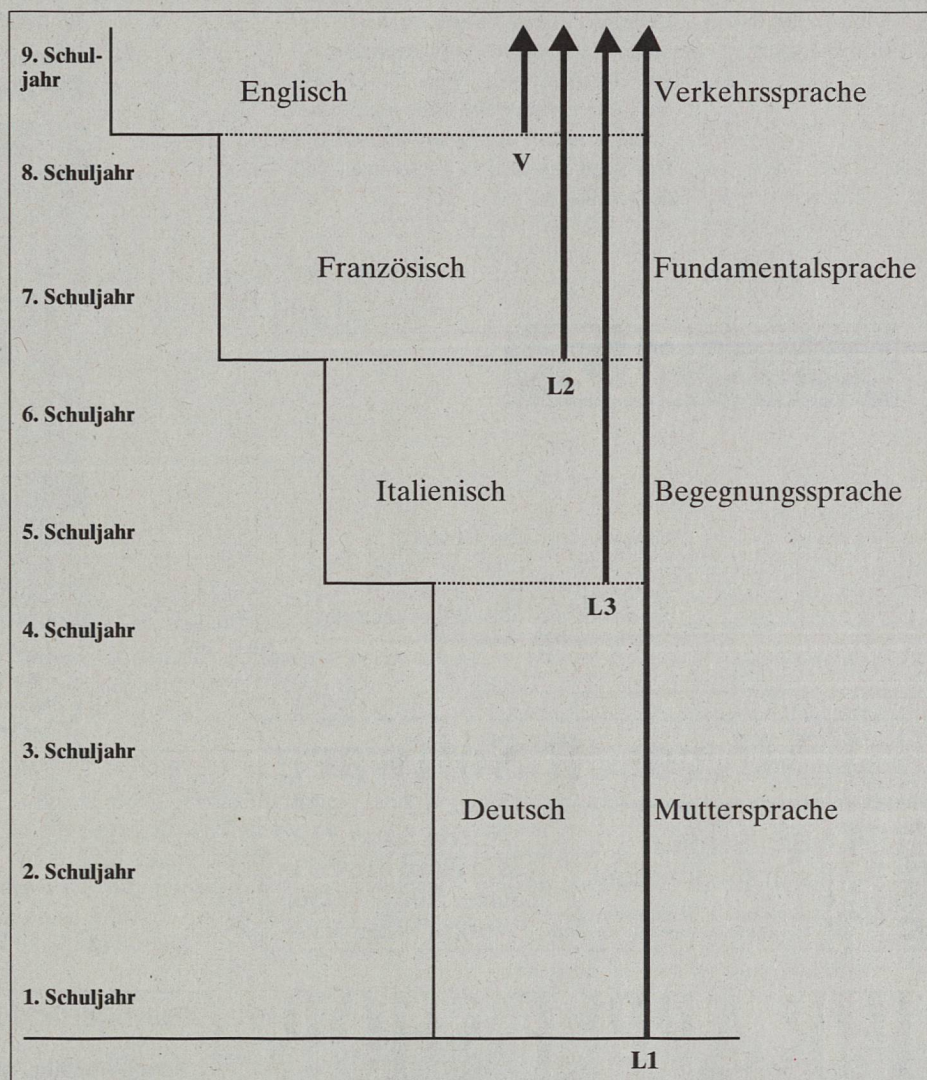 9. Schul-
jahr
Englisch
Verkehrssprache
V
8. Schuljahr
Französisch
Fundamentalsprache
7. Schuljahr
L2
6. Schuljahr
Italienisch
Begegnungssprache
5. Schuljahr
L3
4. Schuljahr
3. Schuljahr
Deutsch
Muttersprache
2. Schuljahr
1. Schuljahr
L1